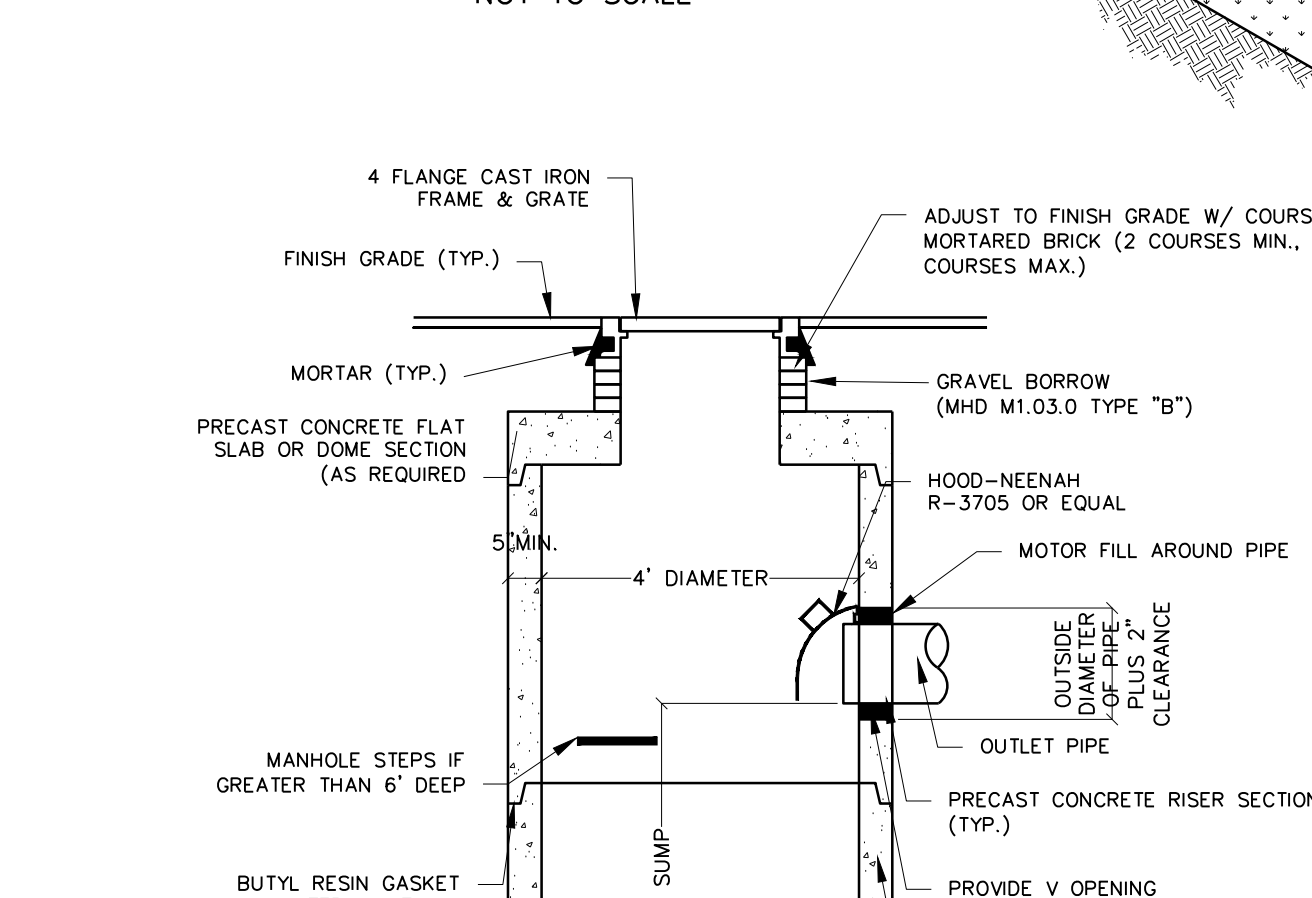 NOT TO SCALE
4 FLANGE CAST IRON
FRAME & GRATE
ADJUST TO FINISH GRADE W/ COURS
MORTARED BRICK (2 COURSES MIN.,
COURSES MAX.)
FINISH GRADE (TYP.)
MORTAR (TYP.)
GRAVEL BORROW
(MHD M1.03.0 TYPE "B")
PRECAST CONCRETE FLAT
SLAB OR DOME SECTION
(AS REQUIRED
HOOD-NEENAH
R-3705 OR EQUAL
5"MIN.
MOTOR FILL AROUND PIPE
4' DIAMETER
OUTSIDE
DIAMETER
OF PIPE
PLUS 2"
CLEARANCE
OUTLET PIPE
MANHOLE STEPS IF
GREATER THAN 6' DEEP
PRECAST CONCRETE RISER SECTION
(TYP.)
SUMP
BUTYL RESIN GASKET
PROVIDE V OPENING